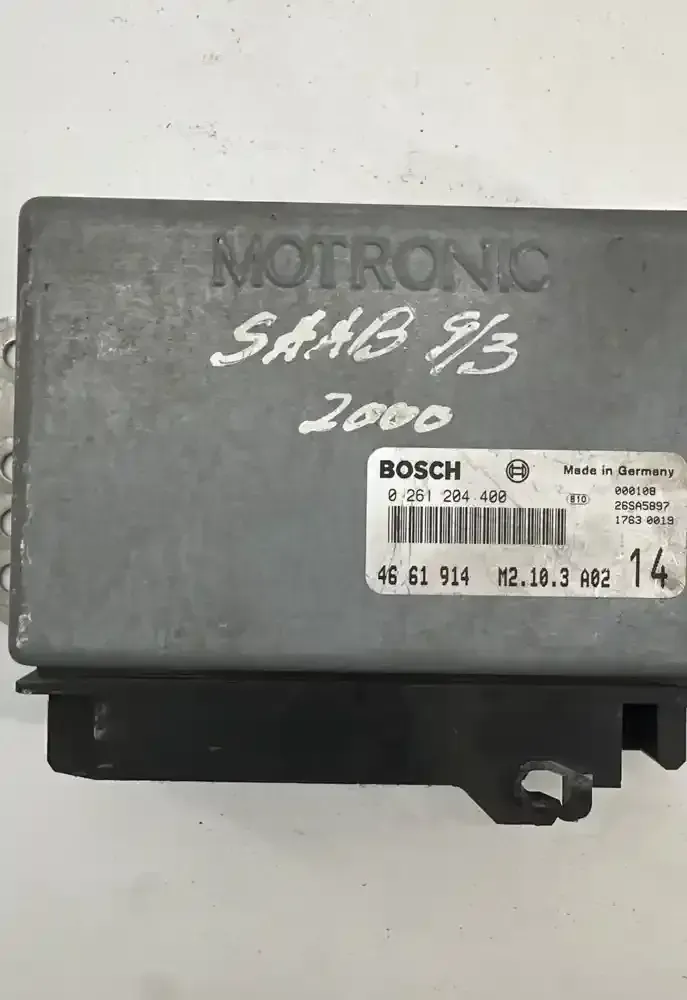 MOTRONIC
SAAB 9/3
2000
BOSCH Made in Germany
0 261 204 400 810 000108
26SA5897
1763 0019
46 61 914 M2.10.3 A02 14